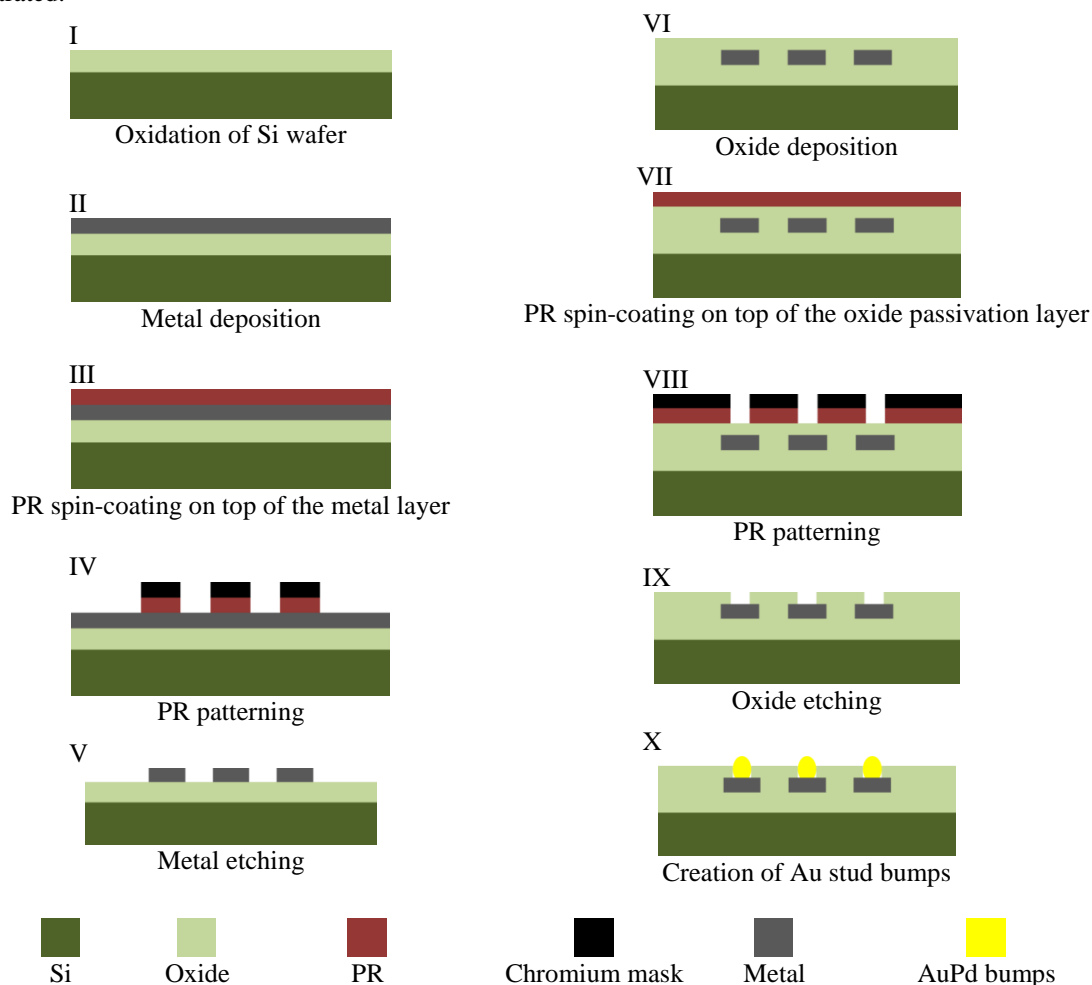 I
Oxidation of Si wafer
II
Metal deposition
III
PR spin-coating on top of the metal layer
IV
PR patterning
V
Metal etching
VI
Oxide deposition
VII
PR spin-coating on top of the oxide passivation layer
VIII
PR patterning
IX
Oxide etching
X
Creation of Au stud bumps
Si
Oxide
PR
Chromium mask
Metal
AuPd bumps